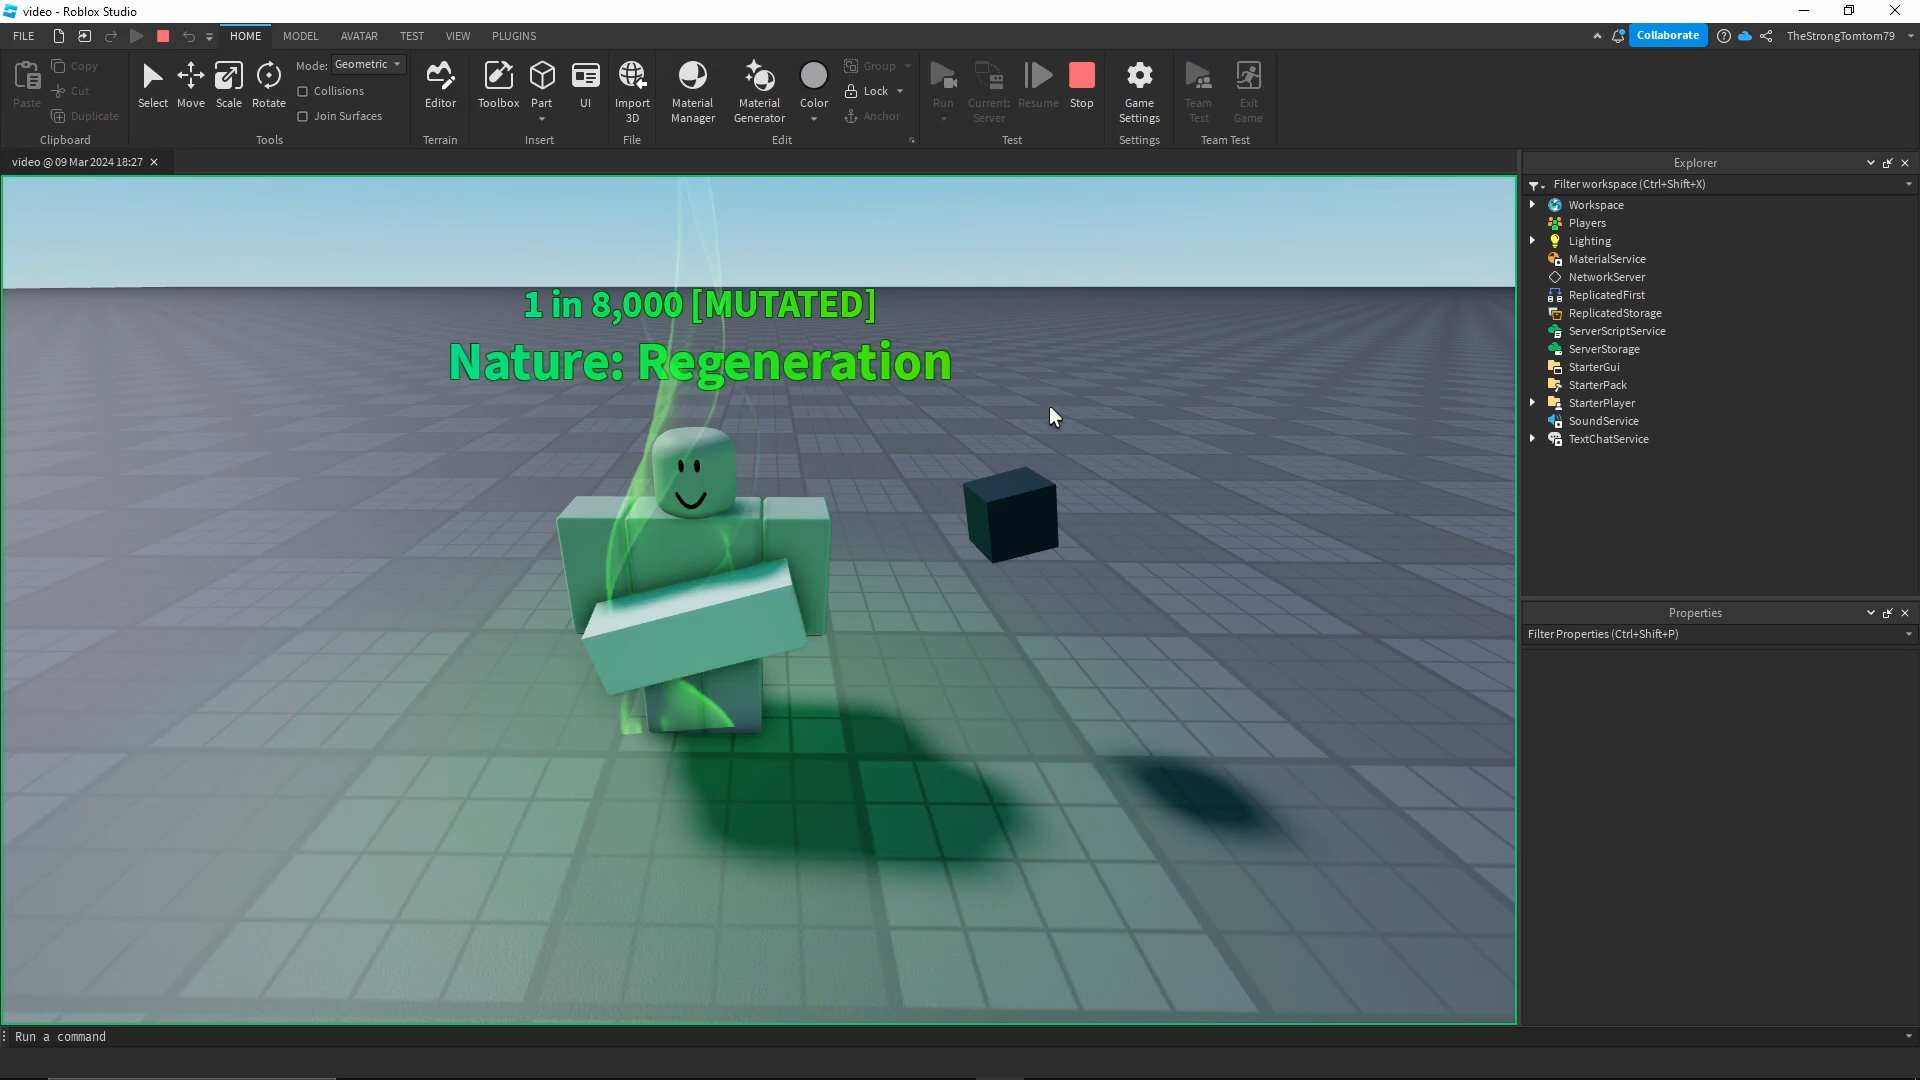 video - Roblox Studio
FILE
HOME
MODEL
AVATAR
TEST
VIEW
PLUGINS
Collaborate
TheStrongTomtom79
Paste
Copy
Cut
Duplicate
Clipboard
Select
Move
Scale
Rotate
Mode:
Geometric
Collisions
Join Surfaces
Tools
Editor
Terrain
Toolbox
Part
UI
Insert
Import
3D
File
Material
Manager
Material
Generator
Color
Group
Lock
Anchor
Edit
Run
Current:
Server
Resume
Stop
Test
Game
Settings
Settings
Team
Test
Exit
Game
Team Test
video @ 09 Mar 2024 18:27
1 in 8,000 [MUTATED]
Nature: Regeneration
Explorer
Filter workspace (Ctrl+Shift+X)
Workspace
Players
Lighting
MaterialService
NetworkServer
ReplicatedFirst
ReplicatedStorage
ServerScriptService
ServerStorage
StarterGui
StarterPack
StarterPlayer
SoundService
TextChatService
Properties
Filter Properties (Ctrl+Shift+P)
Run a command